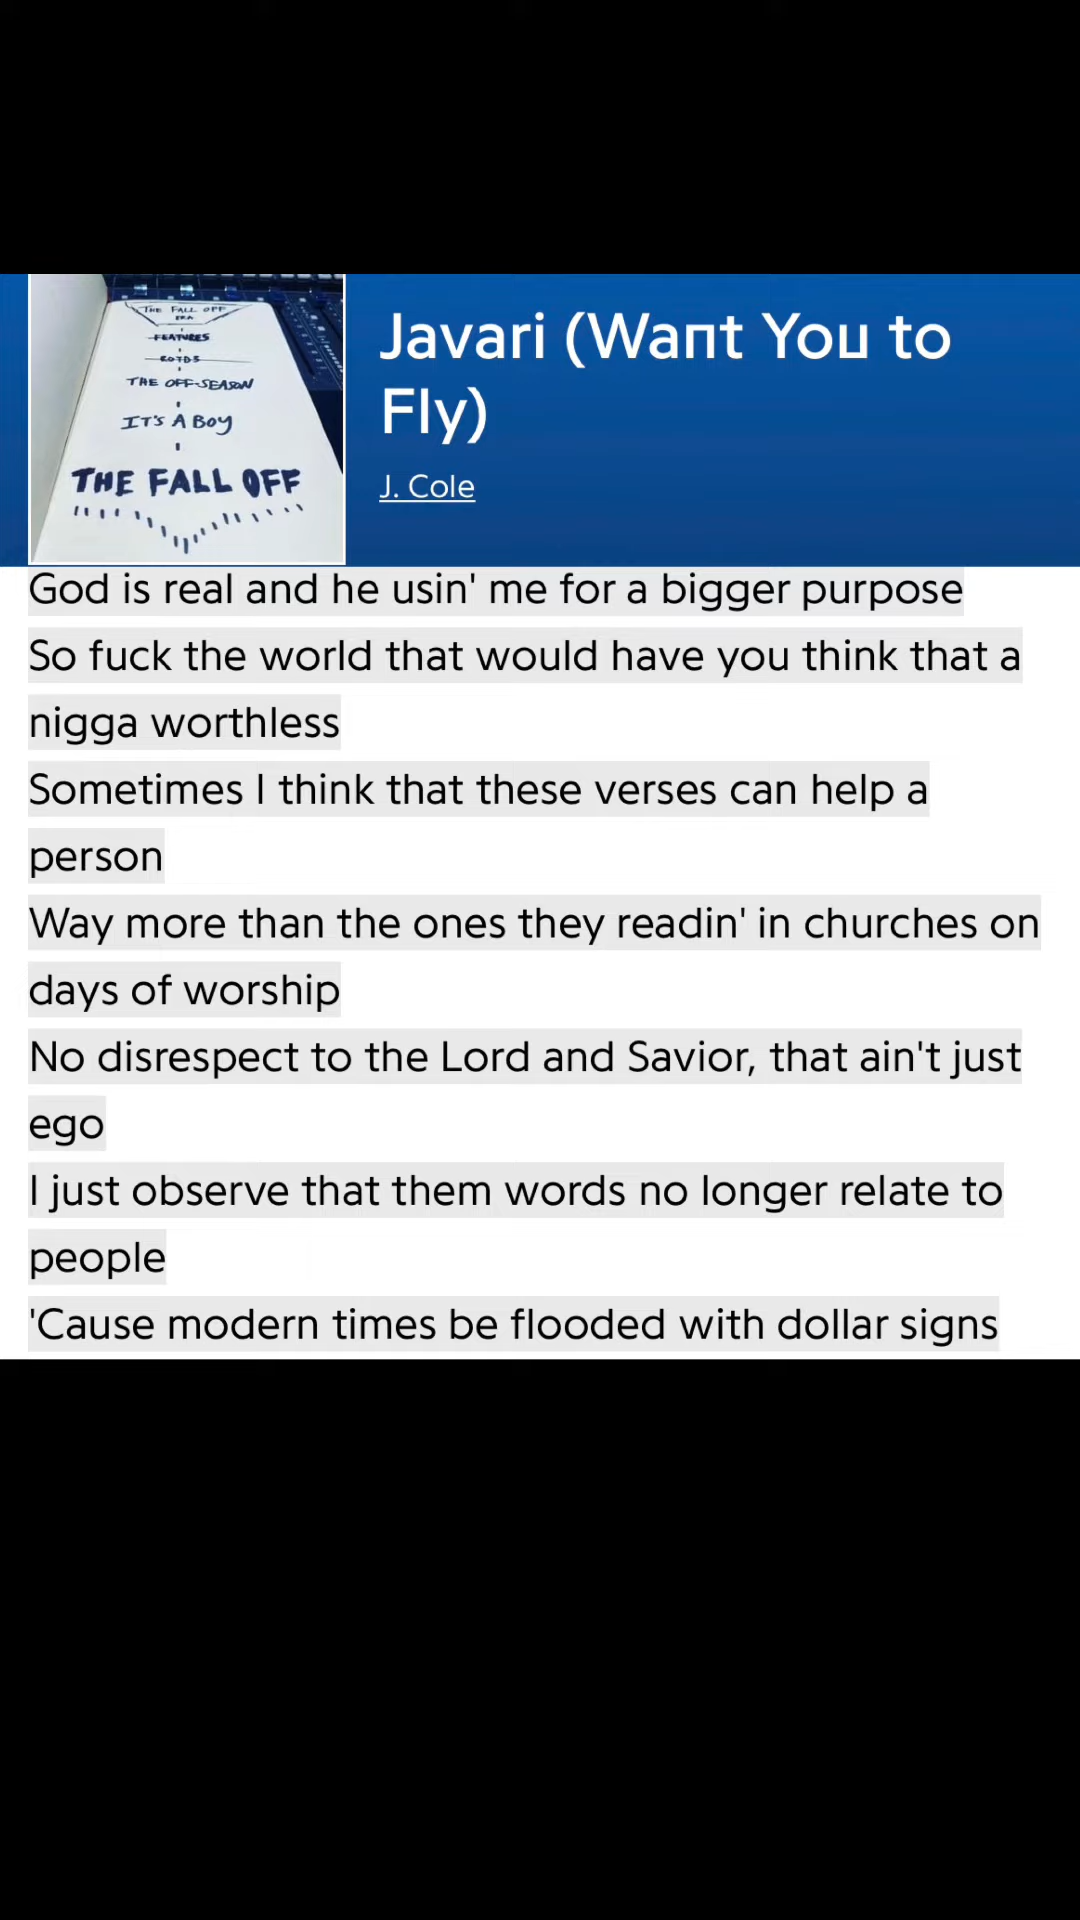 THE FALL OFF
ERA
FEATURES
KOTD5
THE OFF-SEASON
IT'S A BOY
THE FALL OFF
Javari (Want You to
Fly)
J. Cole
God is real and he usin' me for a bigger purpose
So fuck the world that would have you think that a
nigga worthless
Sometimes I think that these verses can help a
person
Way more than the ones they readin' in churches on
days of worship
No disrespect to the Lord and Savior, that ain't just
ego
I just observe that them words no longer relate to
people
'Cause modern times be flooded with dollar signs